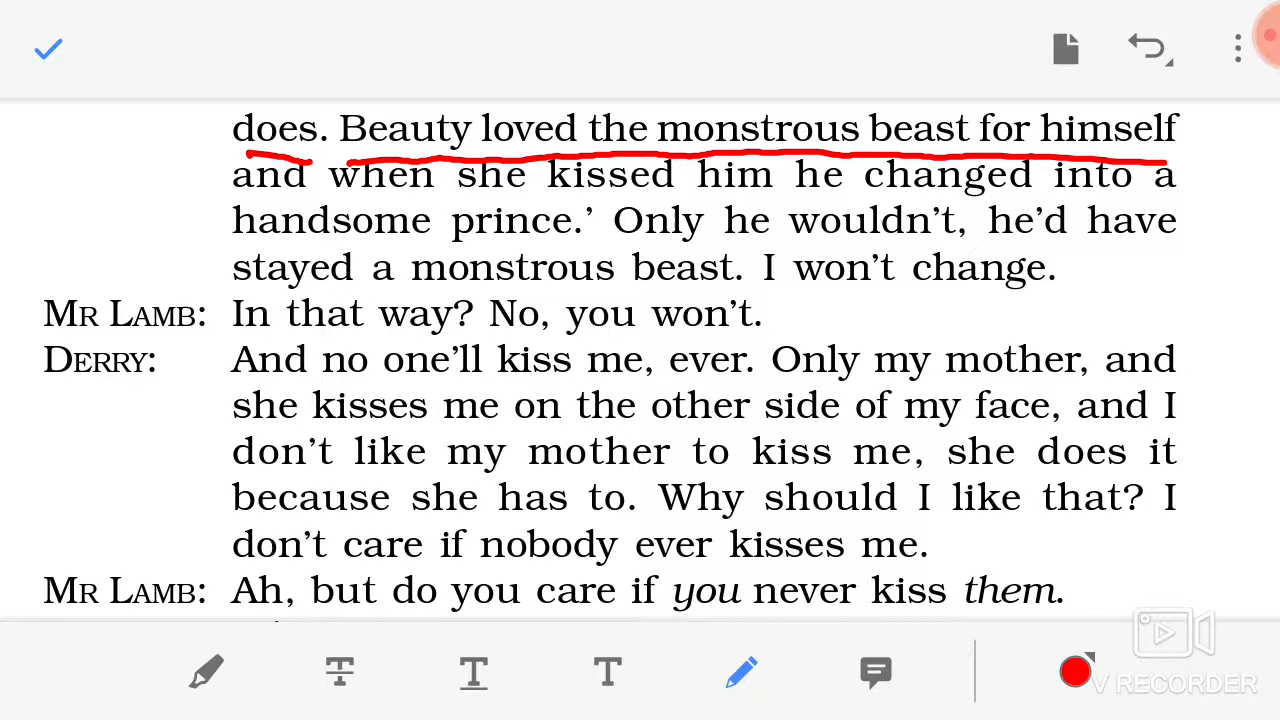 does. Beauty loved the monstrous beast for himself
and when she kissed him he changed into a
handsome prince.’ Only he wouldn’t, he’d have
stayed a monstrous beast. I won’t change.
MR LAMB: In that way? No, you won’t.
DERRY: And no one’ll kiss me, ever. Only my mother, and
she kisses me on the other side of my face, and I
don’t like my mother to kiss me, she does it
because she has to. Why should I like that? I
don’t care if nobody ever kisses me.
MR LAMB: Ah, but do you care if you never kiss them.
T T T
V RECORDER